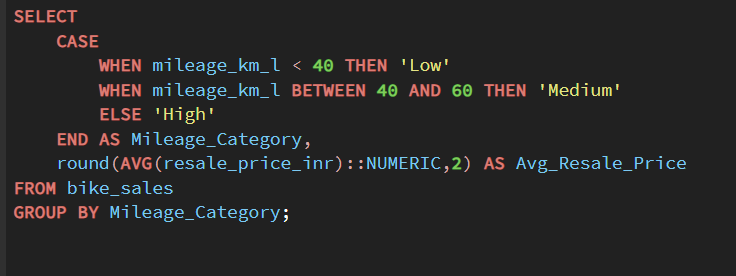 SELECT
    CASE
        WHEN mileage_km_l < 40 THEN 'Low'
        WHEN mileage_km_l BETWEEN 40 AND 60 THEN 'Medium'
        ELSE 'High'
    END AS Mileage_Category,
    round(AVG(resale_price_inr)::NUMERIC,2) AS Avg_Resale_Price
FROM bike_sales
GROUP BY Mileage_Category;